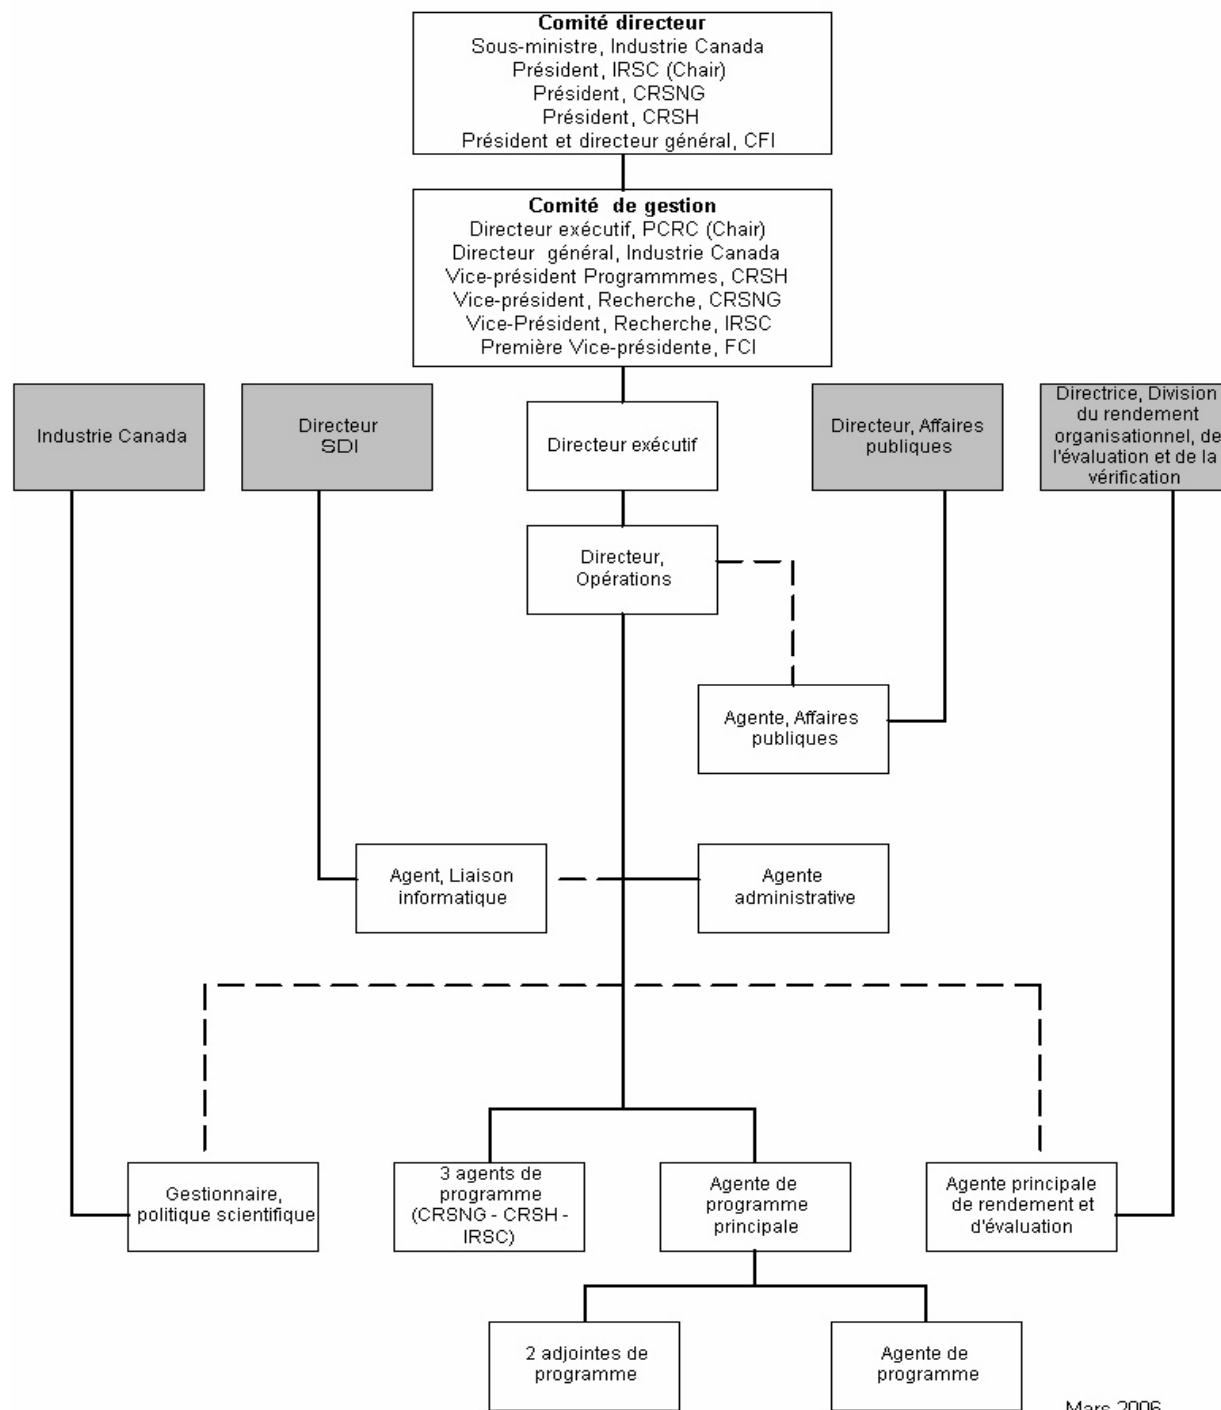 Comité directeur
Sous-ministre, Industrie Canada
Président, IRSC (Chair)
Président, CRSNG
Président, CRSH
Président et directeur général, CFI
Comité de gestion
Directeur exécutif, PCRC (Chair)
Directeur général, Industrie Canada
Vice-président Programmmes, CRSH
Vice-président, Recherche, CRSNG
Vice-Président, Recherche, IRSC
Première Vice-présidente, FCI
Industrie Canada
Directeur
SDI
Directeur exécutif
Directeur, Affaires
publiques
Directrice, Division
du rendement
organisationnel, de
l'évaluation et de la
vérification
Directeur,
Opérations
Agente, Affaires
publiques
Agent, Liaison
informatique
Agente
administrative
Gestionnaire,
politique scientifique
3 agents de
programme
(CRSNG - CRSH -
IRSC)
Agente de
programme
principale
Agente principale
de rendement et
d'évaluation
2 adjointes de
programme
Agente de
programme
Mars 2006